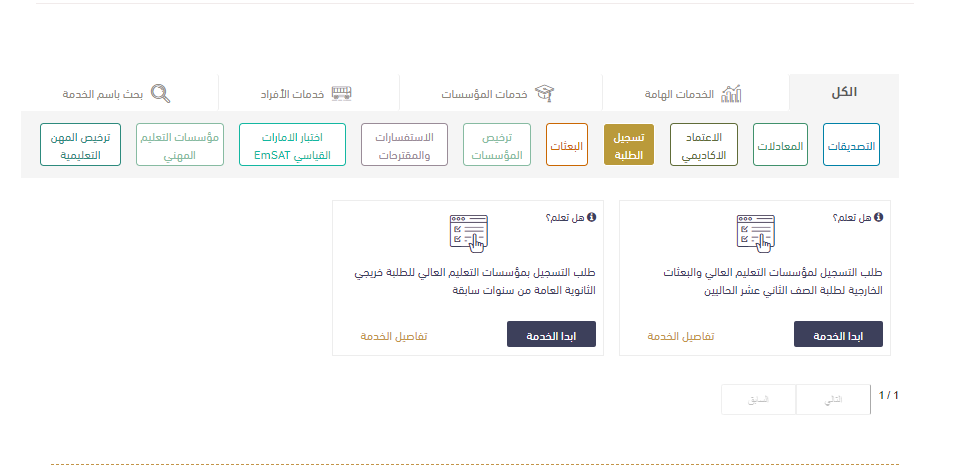 الكل
الخدمات الهامة
خدمات المؤسسات
خدمات الأفراد
بحث باسم الخدمة
التصديقات
المعادلات
الاعتماد
الاكاديمي
تسجيل
الطلبة
البعثات
ترخيص
المؤسسات
الاستفسارات
والمقترحات
اختبار الامارات
القياسي EmSAT
مؤسسات التعليم
المهني
ترخيص المهن
التعليمية
هل تعلم؟
طلب التسجيل لمؤسسات التعليم العالي والبعثات
الخارجية لطلبة الصف الثاني عشر الحاليين
ابدا الخدمة
تفاصيل الخدمة
هل تعلم؟
طلب التسجيل بمؤسسات التعليم العالي للطلبة خريجي
الثانوية العامة من سنوات سابقة
ابدا الخدمة
تفاصيل الخدمة
1 / 1
التالي
السابق